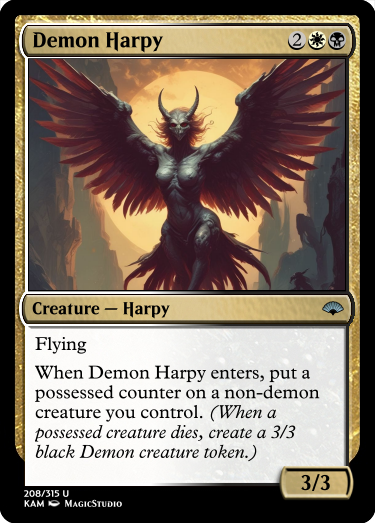 Demon Harpy 2
Creature — Harpy
Flying
When Demon Harpy enters, put a
possessed counter on a non-demon
creature you control. (When a
possessed creature dies, create a 3/3
black Demon creature token.)
3/3
208/315 U
KAM MagicStudio